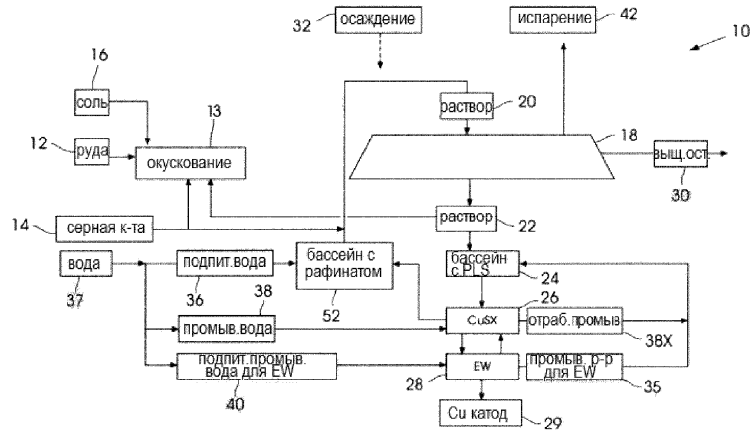 32
осаждение
испарение
42
10
16
соль
13
20
раствор
12
руда
окускование
18
выщ.ост.
30
14
серная к-та
раствор
22
вода
37
подпит.вода
36
38
бассейн с
рафинатом
52
бассейн
с PLS
24
26
CuSX
отраб.промыв
38X
промыв.вода
подпит.промыв.
вода для EW
40
EW
28
промыв. р-р
для EW
35
Cu катод
29